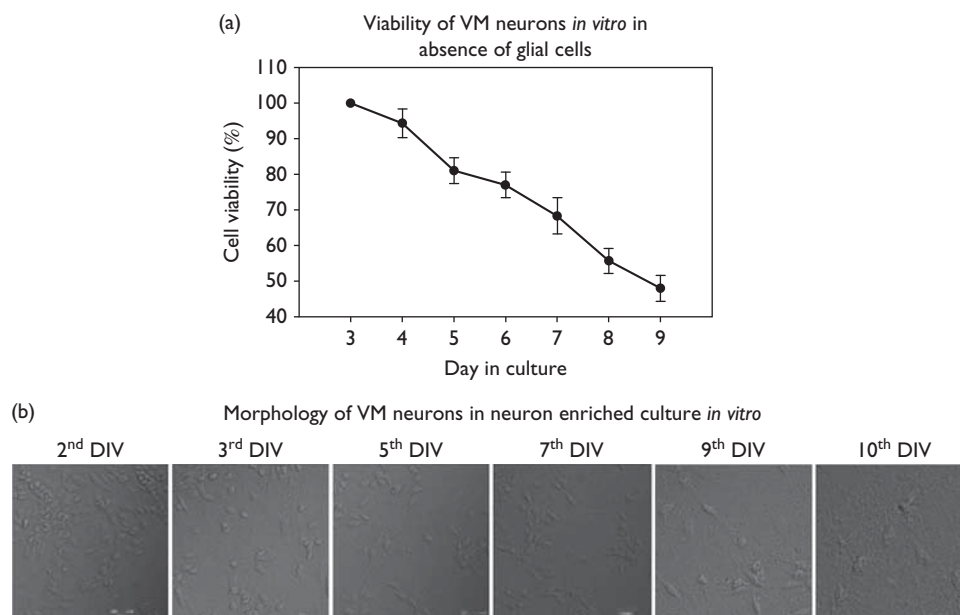 (a)
Viability of VM neurons in vitro in
absence of glial cells
110
100
90
80
70
60
50
40
Cell viability (%)
3 4 5 6 7 8 9
Day in culture
(b)
Morphology of VM neurons in neuron enriched culture in vitro
2nd DIV 3rd DIV 5th DIV 7th DIV 9th DIV 10th DIV